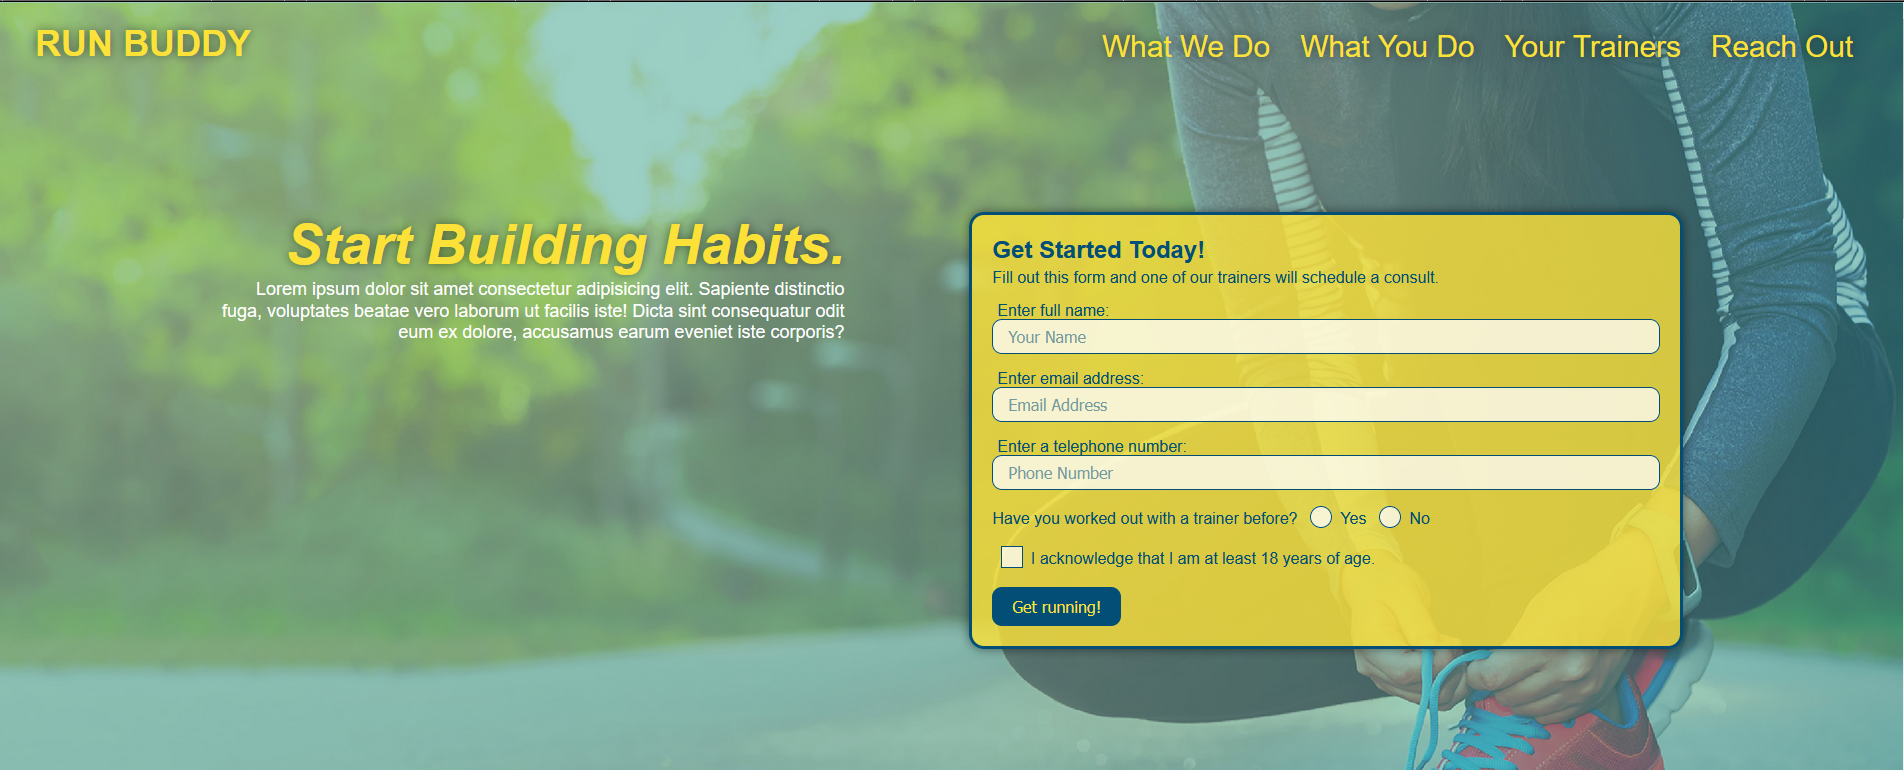 RUN BUDDY
What We Do What You Do Your Trainers Reach Out
Start Building Habits.
Lorem ipsum dolor sit amet consectetur adipisicing elit. Sapiente distinctio
fuga, voluptates beatae vero laborum ut facilis iste! Dicta sint consequatur odit
eum ex dolore, accusamus earum eveniet iste corporis?
Get Started Today!
Fill out this form and one of our trainers will schedule a consult.
Enter full name:
Your Name
Enter email address:
Email Address
Enter a telephone number:
Phone Number
Have you worked out with a trainer before? Yes No
I acknowledge that I am at least 18 years of age.
Get running!